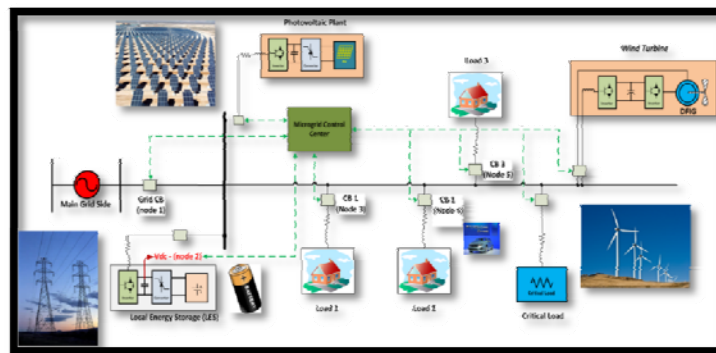 Photovoltaic Plant
Load 3
Wind Turbine
DFIG
Microgrid Control
Center
CB 3
(Node 5)
Main Grid Side
Grid CB
(node 1)
CB 1
(Node 3)
CB 2
Vdc - (node 2)
Local Energy Storage (LES)
Load 1
Load 2
Critical Load
Critical Load